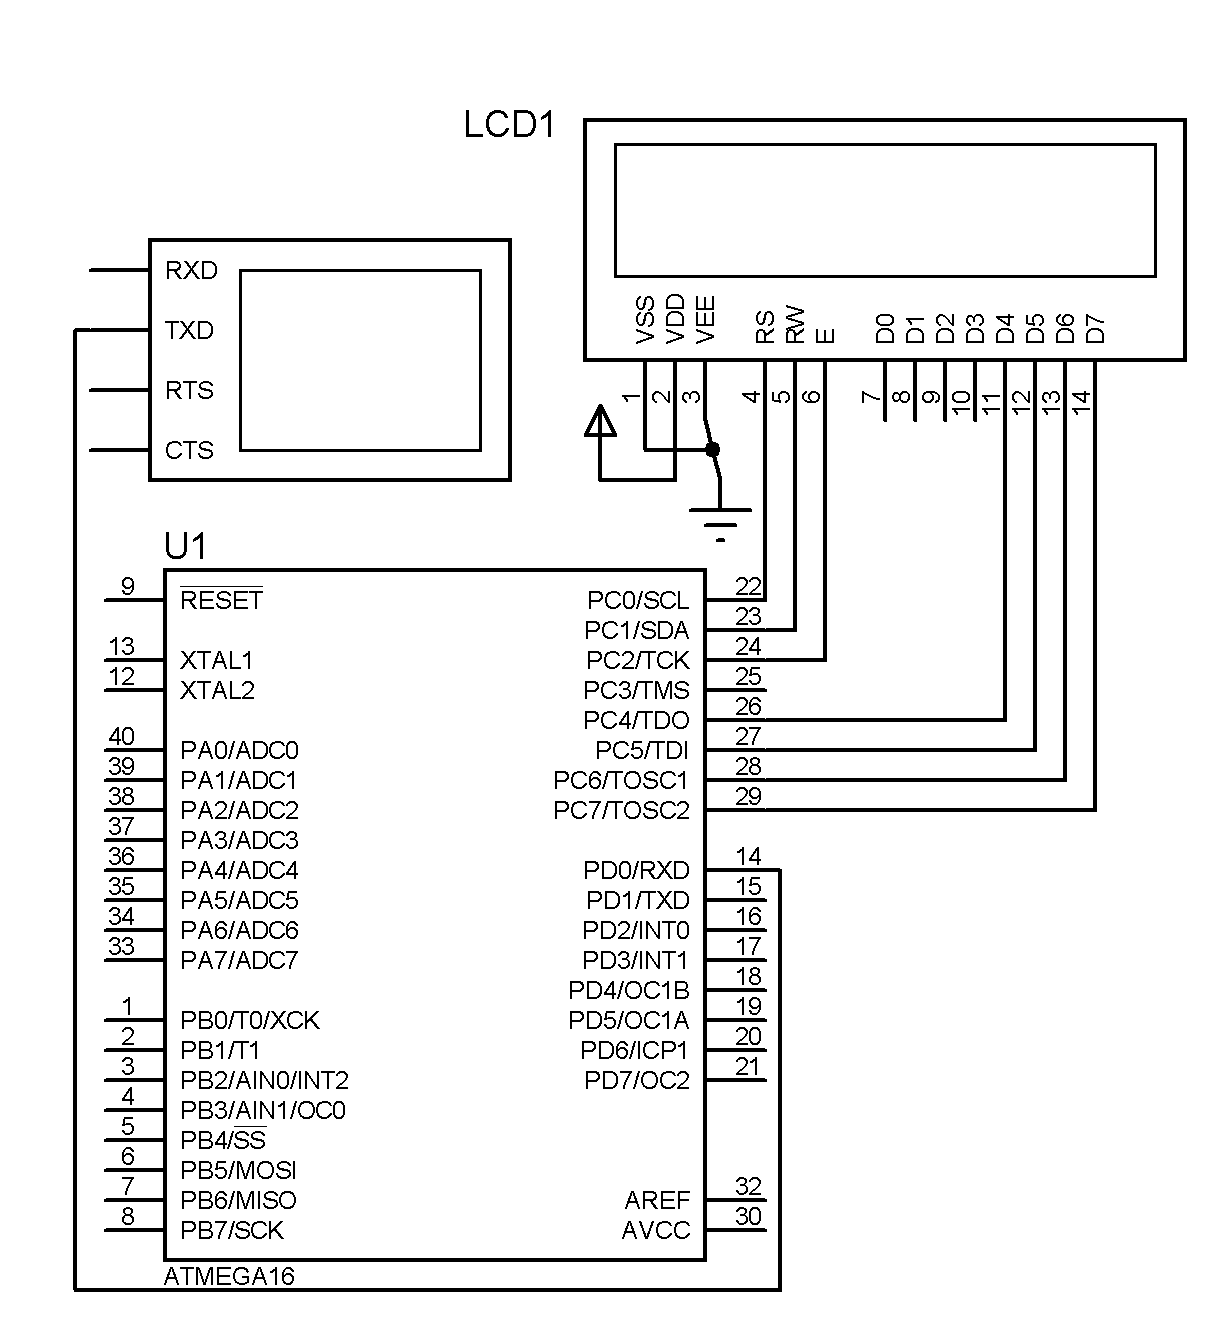 LCD1
RXD
TXD
RTS
CTS
VSS
VDD
VEE
RS
RW
E
D0
D1
D2
D3
D4
D5
D6
D7
1
2
3
4
5
6
7
8
9
10
11
12
13
14
U1
9 RESET
13 XTAL1
12 XTAL2
40 PA0/ADC0
39 PA1/ADC1
38 PA2/ADC2
37 PA3/ADC3
36 PA4/ADC4
35 PA5/ADC5
34 PA6/ADC6
33 PA7/ADC7
1 PB0/T0/XCK
2 PB1/T1
3 PB2/AIN0/INT2
4 PB3/AIN1/OC0
5 PB4/SS
6 PB5/MOSI
7 PB6/MISO
8 PB7/SCK
PC0/SCL 22
PC1/SDA 23
PC2/TCK 24
PC3/TMS 25
PC4/TDO 26
PC5/TDI 27
PC6/TOSC1 28
PC7/TOSC2 29
PD0/RXD 14
PD1/TXD 15
PD2/INT0 16
PD3/INT1 17
PD4/OC1B 18
PD5/OC1A 19
PD6/ICP1 20
PD7/OC2 21
AREF 32
AVCC 30
ATMEGA16